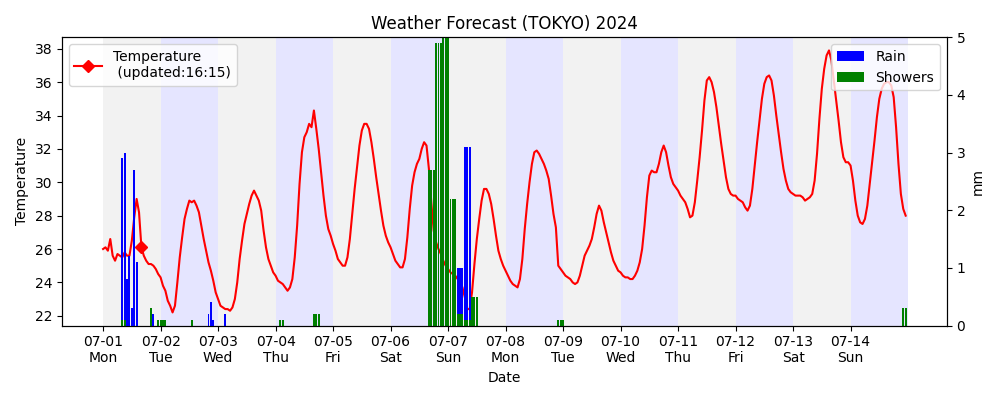 Weather Forecast (TOKYO) 2024
Temperature
(updated:16:15)
Rain
Showers
Temperature
38
36
34
32
30
28
26
24
22
5
4
3
2
1
0
mm
07-01 07-02 07-03 07-04 07-05 07-06 07-07 07-08 07-09 07-10 07-11 07-12 07-13 07-14
Mon Tue Wed Thu Fri Sat Sun Mon Tue Wed Thu Fri Sat Sun
Date